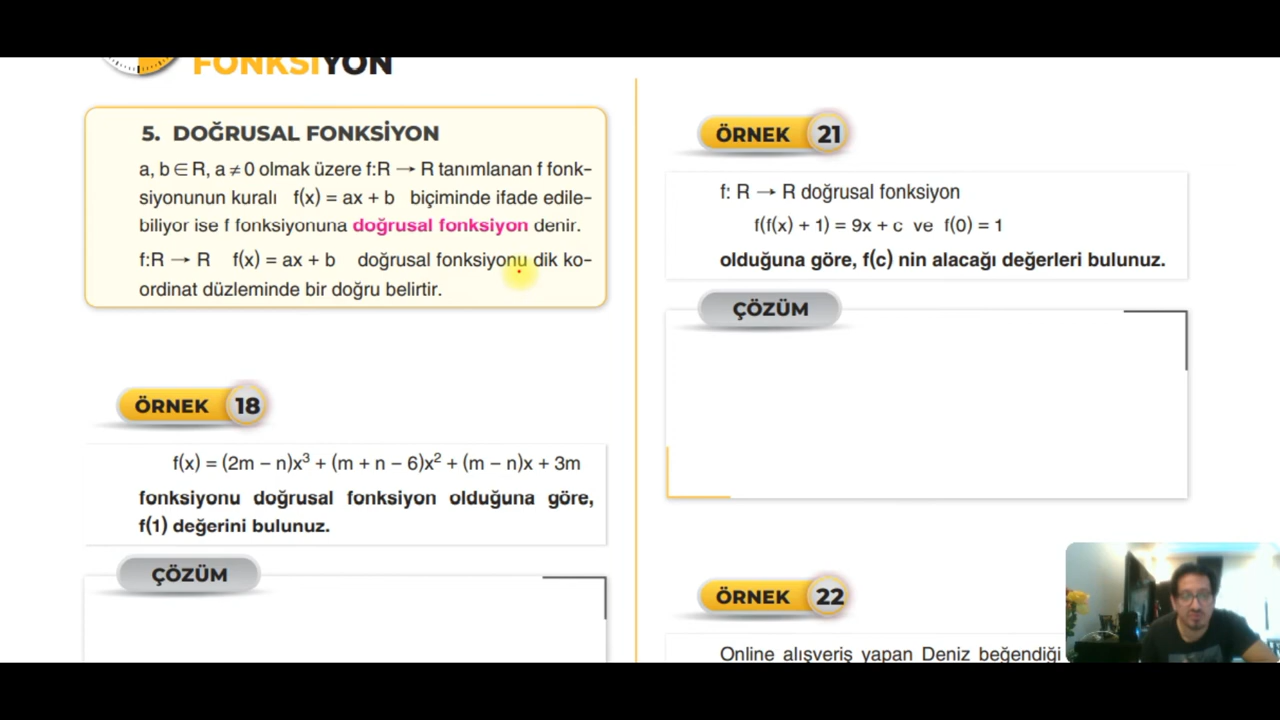 FONKSİYON
5. DOĞRUSAL FONKSİYON
a, b ∈ R, a ≠ 0 olmak üzere f:R → R tanımlanan f fonk-
siyonunun kuralı f(x) = ax + b biçiminde ifade edile-
biliyor ise f fonksiyonuna doğrusal fonksiyon denir.
f:R → R f(x) = ax + b doğrusal fonksiyonu dik ko-
ordinat düzleminde bir doğru belirtir.
ÖRNEK 18
f(x) = (2m – n)x³ + (m + n – 6)x² + (m – n)x + 3m
fonksiyonu doğrusal fonksiyon olduğuna göre,
f(1) değerini bulunuz.
ÇÖZÜM
ÖRNEK 21
f: R → R doğrusal fonksiyon
f(f(x) + 1) = 9x + c ve f(0) = 1
olduğuna göre, f(c) nin alacağı değerleri bulunuz.
ÇÖZÜM
ÖRNEK 22
Online alışveriş yapan Deniz beğendiği